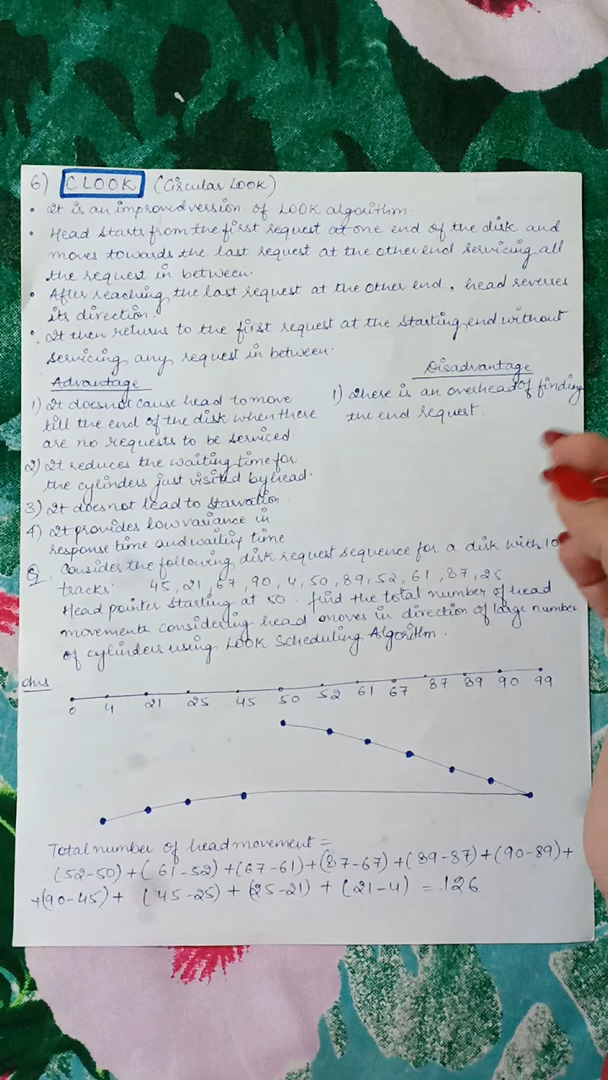 6) C LOOK (Circular LOOK)
• It is an improved version of LOOK algorithm.
• Head starts from the first request at one end of the disk and
moves towards the last request at the other end servicing all
the request in between.
• After reaching the last request at the other end, head reverses
its direction.
• It then returns to the first request at the starting end without
servicing any request in between.
Advantage
1) It does not cause head to move
till the end of the disk when there
are no requests to be serviced.
2) It reduces the waiting time for
the cylinders just visited by head.
3) It does not lead to starvation
4) It provides low variance in
response time and waiting time
Disadvantage
1) There is an overhead of finding
the end request.
Q. Consider the following disk request sequence for a disk with
tracks: 45, 21, 67, 90, 4, 50, 89, 52, 61, 87, 25
Head pointer starting at 50. find the total number of head
movements considering head moves in direction of large number
of cylinders using LOOK Scheduling Algorithm.
Ans
0 4 21 25 45 50 52 61 67 87 89 90 99
Total number of head movement =
(52-50) + (61-52) + (67-61) + (87-67) + (89-87) + (90-89) +
+(90-45) + (45-25) + (25-21) + (21-4) = 126